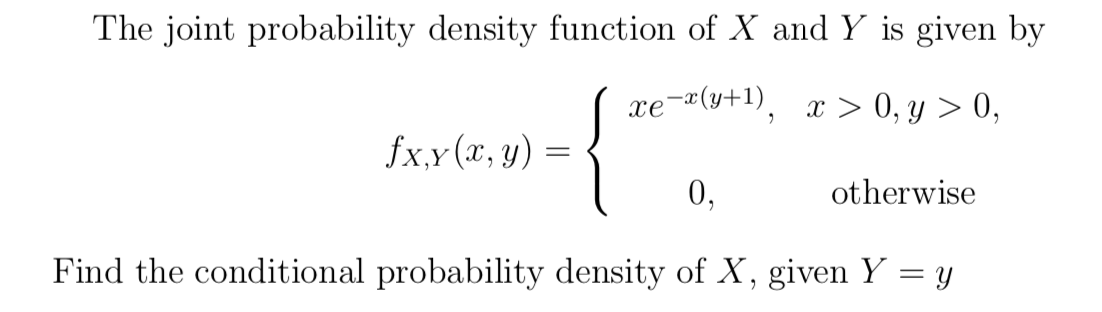 The joint probability density function of X and Y is given by
f_{X,Y}(x, y) = { xe^{-x(y+1)}, x > 0, y > 0,
0, otherwise
Find the conditional probability density of X, given Y = y